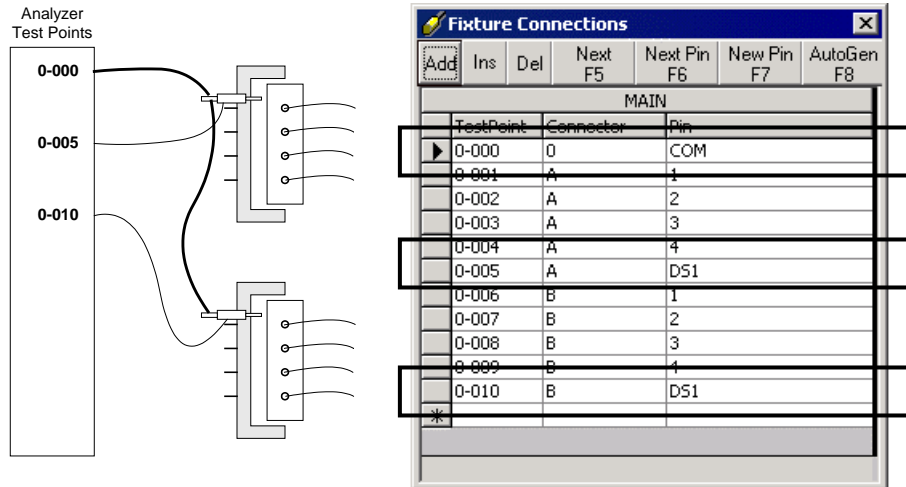 Analyzer
Test Points
0-000
0-005
0-010
Fixture Connections
Add Ins Del Next F5 Next Pin F6 New Pin F7 AutoGen F8
MAIN
TestPoint Connector Pin
0-000 0 COM
0-001 A 1
0-002 A 2
0-003 A 3
0-004 A 4
0-005 A DS1
0-006 B 1
0-007 B 2
0-008 B 3
0-009 B 4
0-010 B DS1